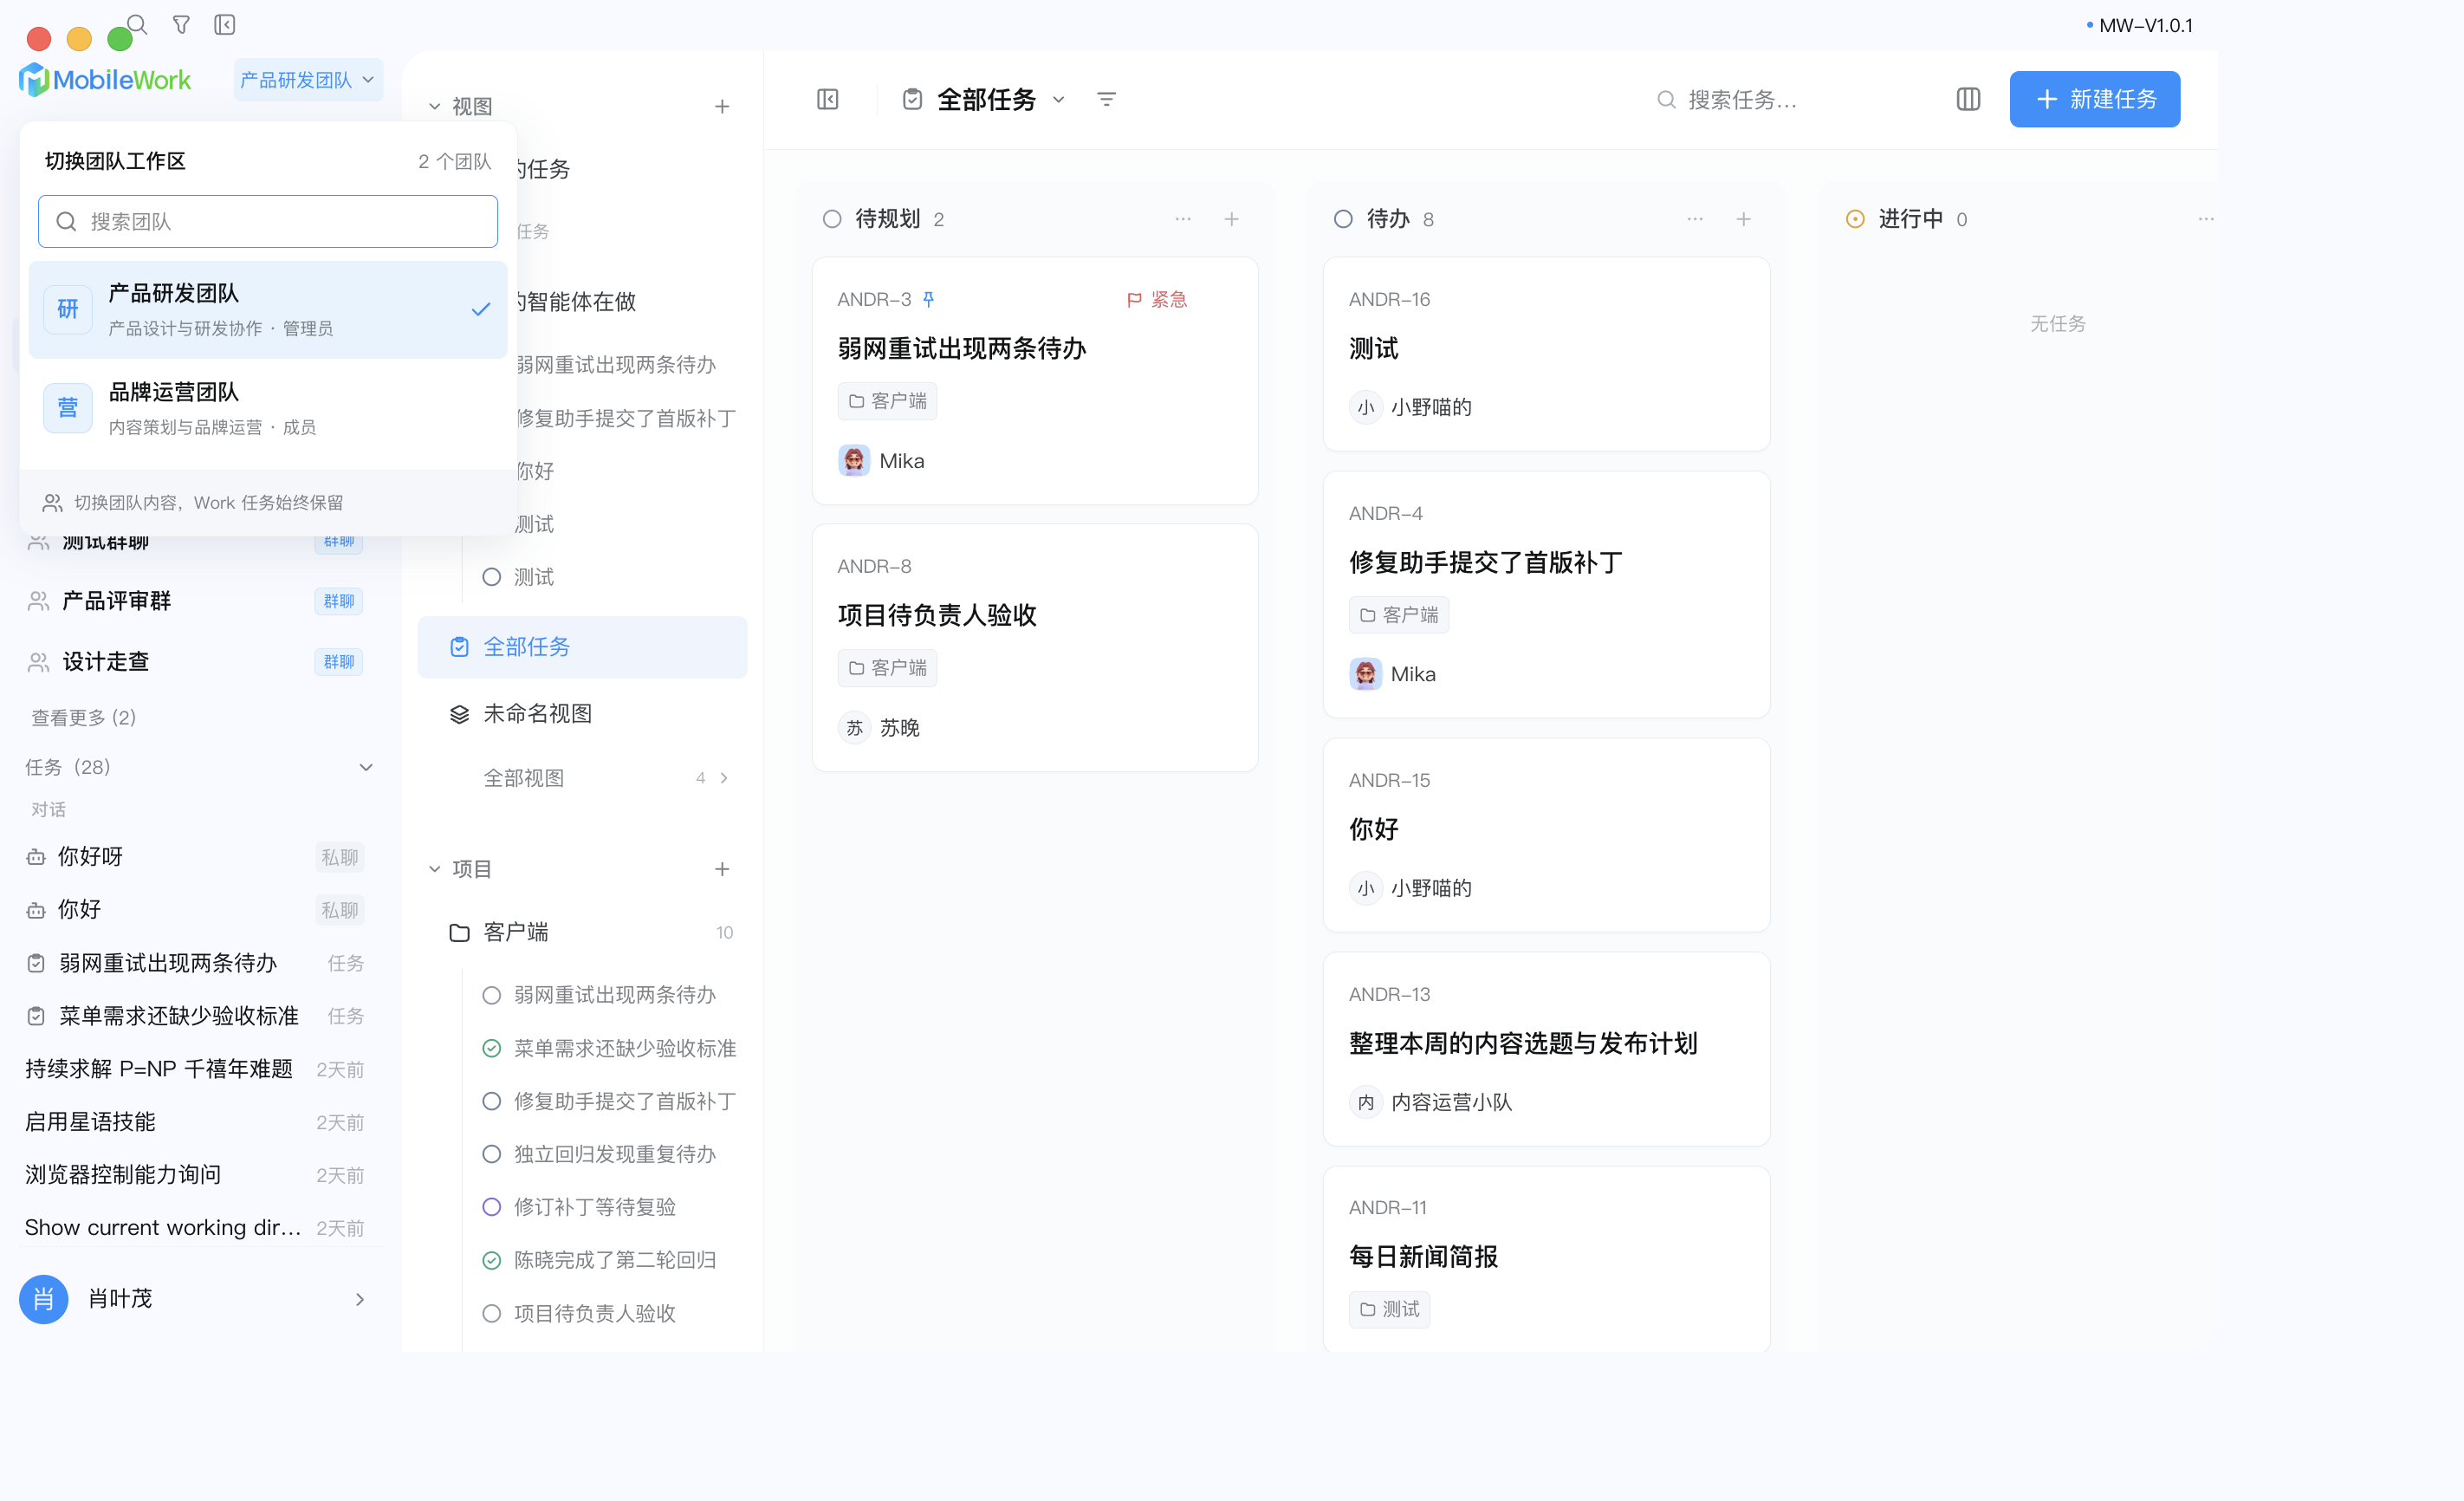 MW-V1.0.1
MobileWork
产品研发团队
切换团队工作区
2 个团队
搜索团队
研
产品研发团队
产品设计与研发协作 · 管理员
营
品牌运营团队
内容策划与品牌运营 · 成员
切换团队内容，Work 任务始终保留
测试群聊
群聊
产品评审群
群聊
设计走查
群聊
查看更多 (2)
任务（28）
对话
你好呀
私聊
你好
私聊
弱网重试出现两条待办
任务
菜单需求还缺少验收标准
任务
持续求解 P=NP 千禧年难题
2天前
启用星语技能
2天前
浏览器控制能力询问
2天前
Show current working dir...
2天前
肖
肖叶茂
视图
的任务
任务
的智能体在做
弱网重试出现两条待办
修复助手提交了首版补丁
你好
测试
测试
全部任务
未命名视图
全部视图
4
项目
客户端
10
弱网重试出现两条待办
菜单需求还缺少验收标准
修复助手提交了首版补丁
独立回归发现重复待办
修订补丁等待复验
陈晓完成了第二轮回归
项目待负责人验收
全部任务
搜索任务...
新建任务
待规划 2
ANDR-3
紧急
弱网重试出现两条待办
客户端
Mika
ANDR-8
项目待负责人验收
客户端
苏
苏晚
待办 8
ANDR-16
测试
小
小野喵的
ANDR-4
修复助手提交了首版补丁
客户端
Mika
ANDR-15
你好
小
小野喵的
ANDR-13
整理本周的内容选题与发布计划
内
内容运营小队
ANDR-11
每日新闻简报
测试
进行中 0
无任务